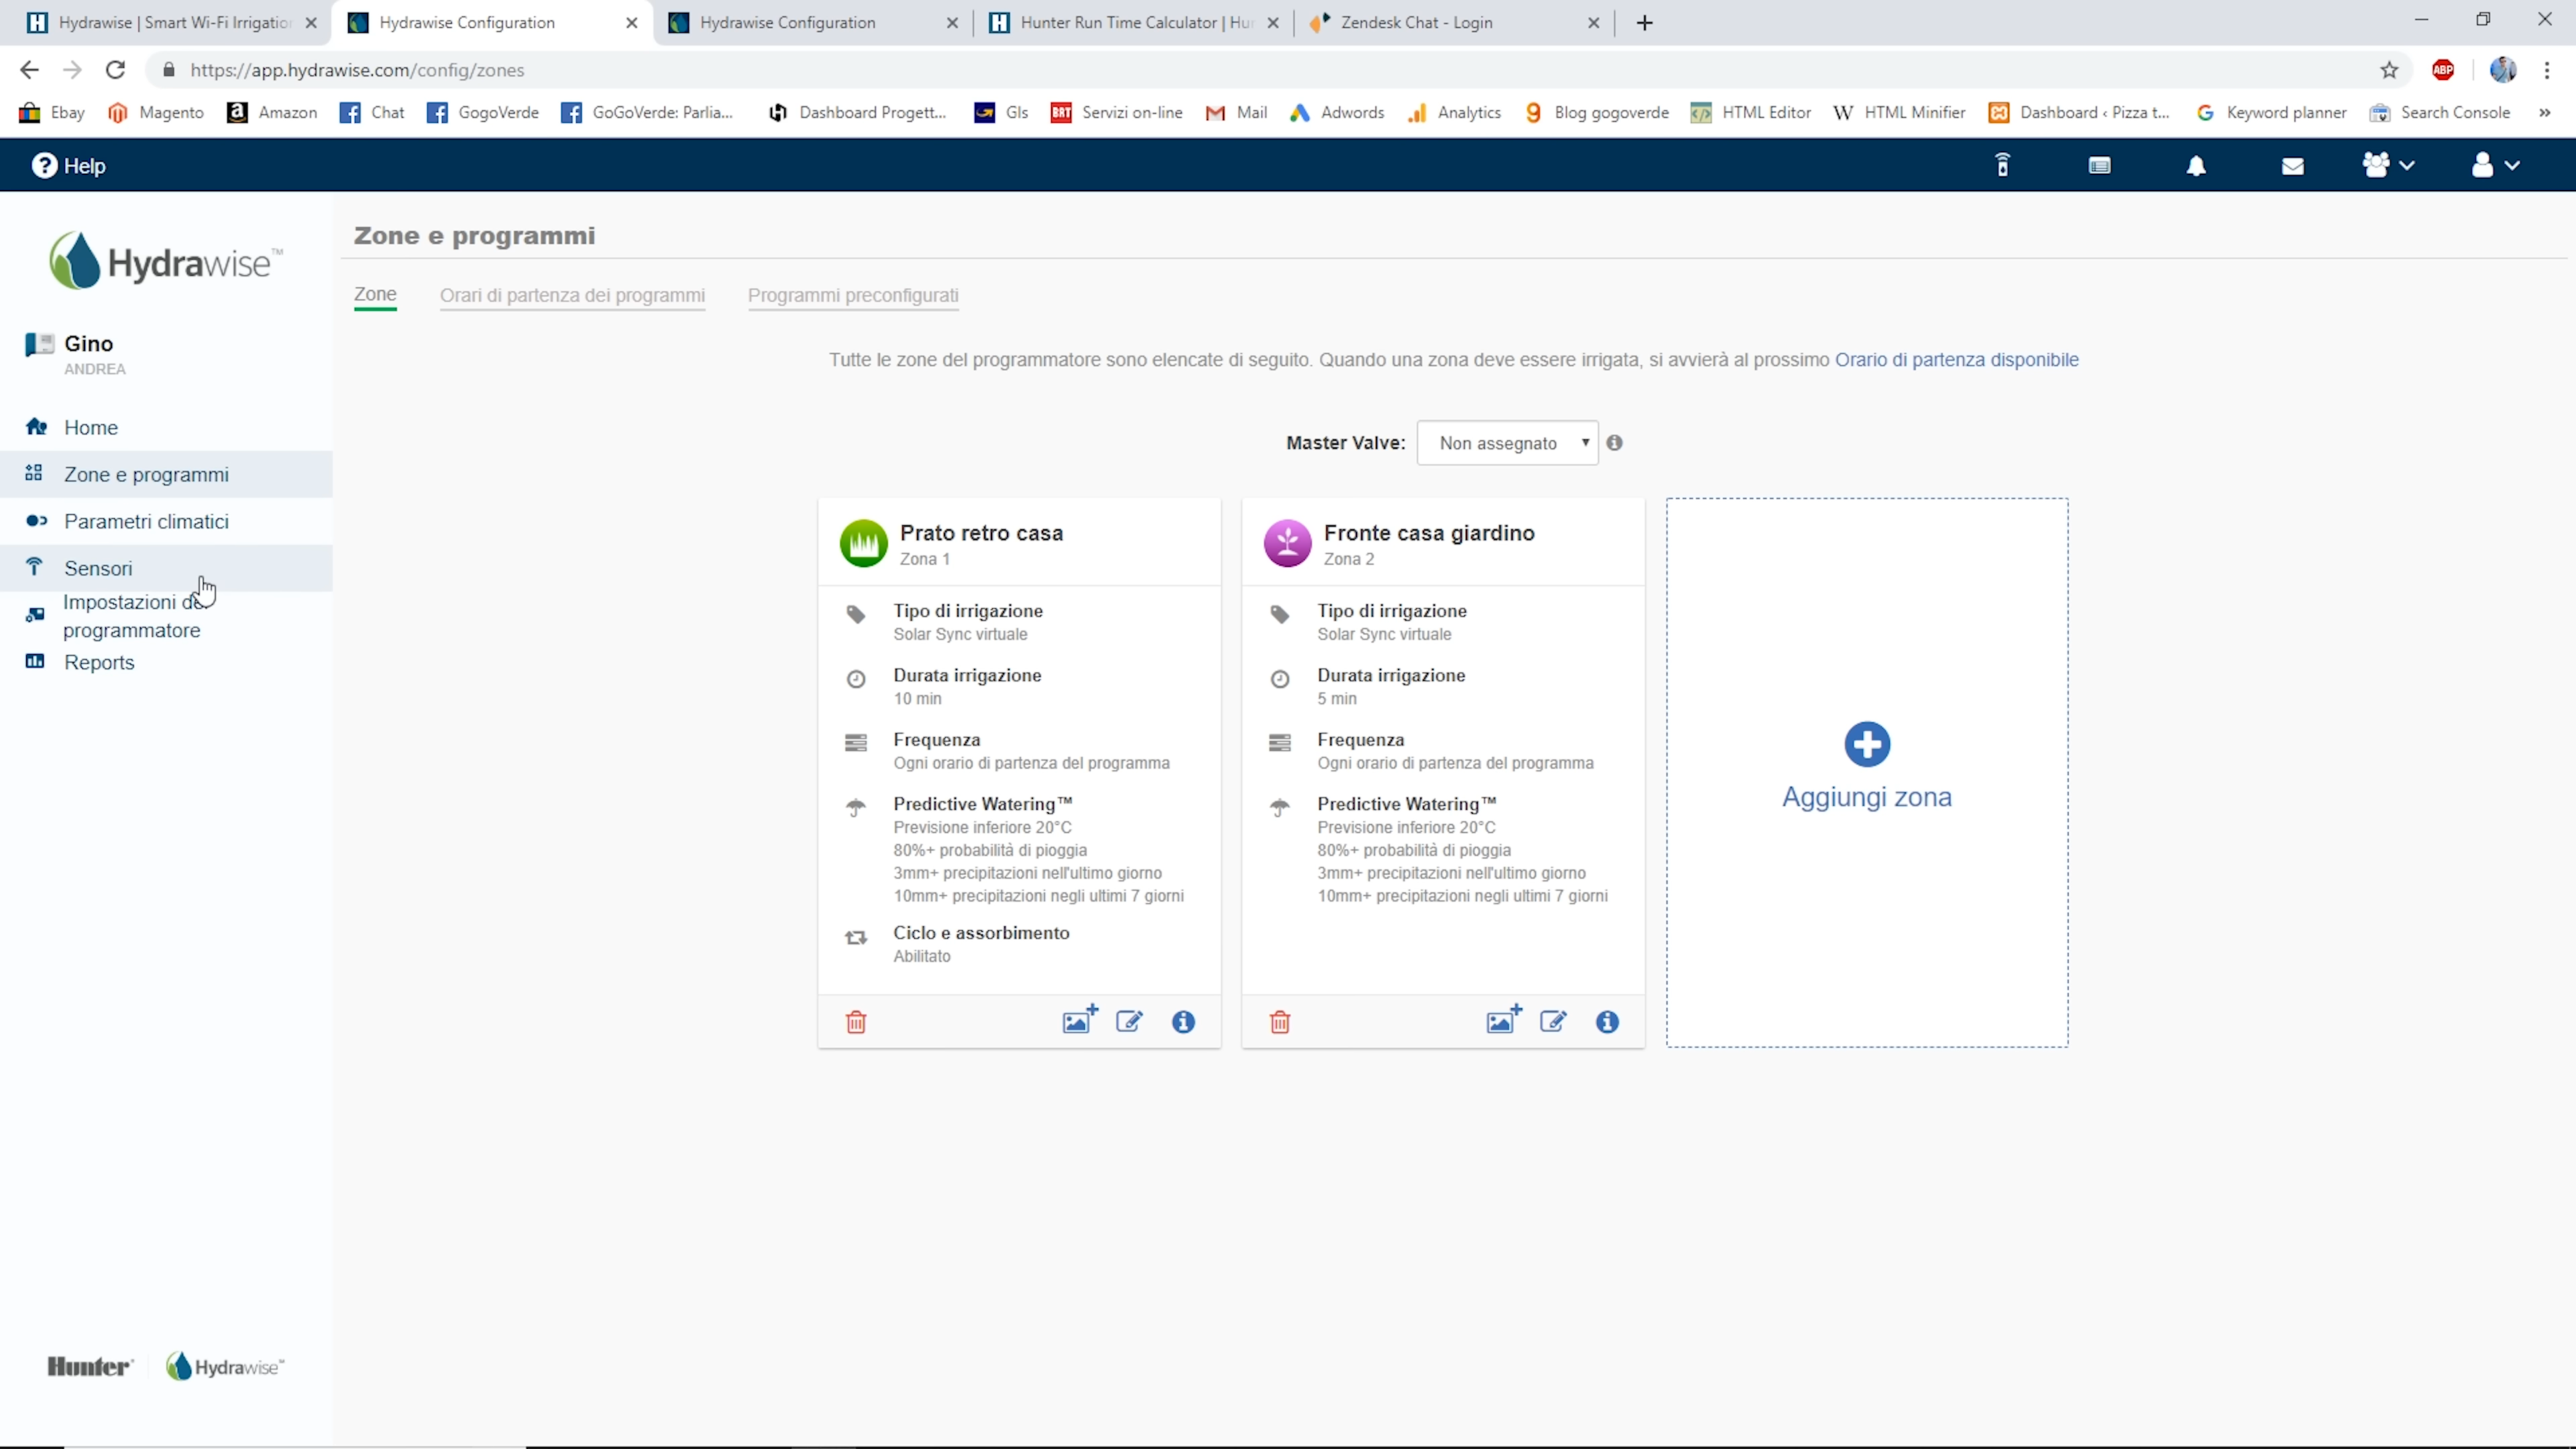 Hydrawise | Smart Wi-Fi Irrigation
Hydrawise Configuration
Hydrawise Configuration
Hunter Run Time Calculator | Hu
Zendesk Chat - Login
https://app.hydrawise.com/config/zones
ABP
Ebay
Magento
Amazon
Chat
GogoVerde
GoGoVerde: Parlia...
Dashboard Progett...
Gls
BRT Servizi on-line
Mail
Adwords
Analytics
Blog gogoverde
HTML Editor
HTML Minifier
Dashboard ‹ Pizza t...
Keyword planner
Search Console
»
Help
Hydrawise™
Gino
ANDREA
Home
Zone e programmi
Parametri climatici
Sensori
Impostazioni
programmatore
Reports
Hunter®
Hydrawise™
Zone e programmi
Zone
Orari di partenza dei programmi
Programmi preconfigurati
Tutte le zone del programmatore sono elencate di seguito. Quando una zona deve essere irrigata, si avvierà al prossimo Orario di partenza disponibile
Master Valve: Non assegnato
Prato retro casa
Zona 1
Tipo di irrigazione
Solar Sync virtuale
Durata irrigazione
10 min
Frequenza
Ogni orario di partenza del programma
Predictive Watering™
Previsione inferiore 20°C
80%+ probabilità di pioggia
3mm+ precipitazioni nell'ultimo giorno
10mm+ precipitazioni negli ultimi 7 giorni
Ciclo e assorbimento
Abilitato
Fronte casa giardino
Zona 2
Tipo di irrigazione
Solar Sync virtuale
Durata irrigazione
5 min
Frequenza
Ogni orario di partenza del programma
Predictive Watering™
Previsione inferiore 20°C
80%+ probabilità di pioggia
3mm+ precipitazioni nell'ultimo giorno
10mm+ precipitazioni negli ultimi 7 giorni
Aggiungi zona